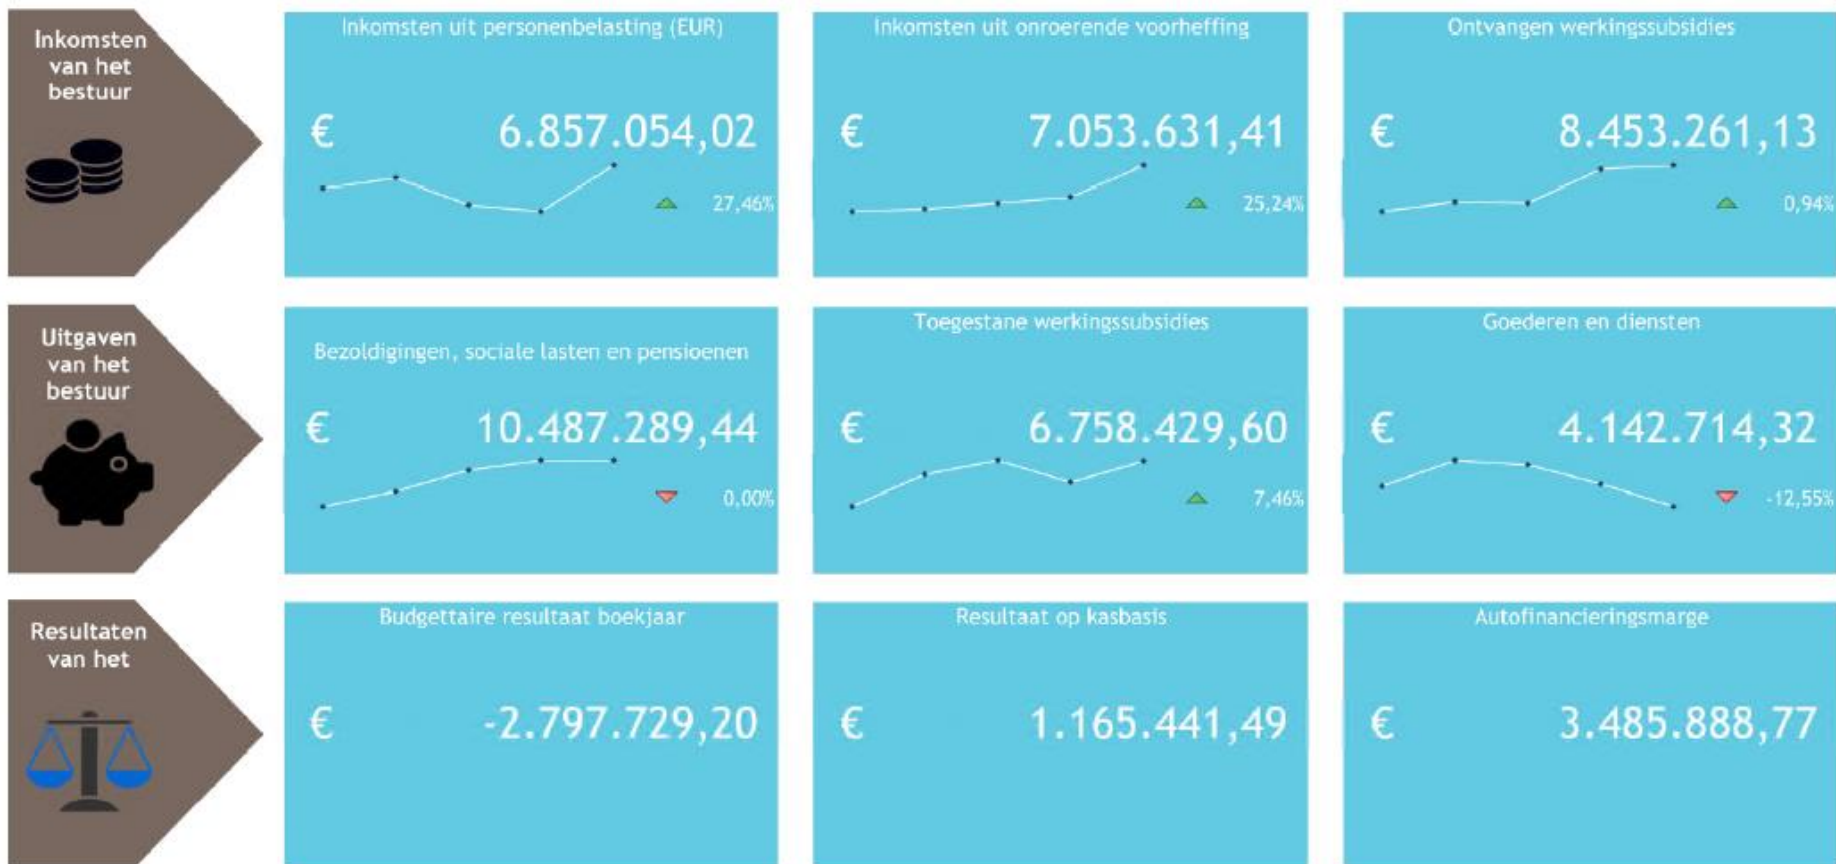 Inkomsten
van het
bestuur
Inkomsten uit personenbelasting (EUR)
€ 6.857.054,02
27,46%
Inkomsten uit onroerende voorheffing
€ 7.053.631,41
25,24%
Ontvangen werkingssubsidies
€ 8.453.261,13
0,94%
Uitgaven
van het
bestuur
Bezoldigingen, sociale lasten en pensioenen
€ 10.487.289,44
0,00%
Toegestane werkingssubsidies
€ 6.758.429,60
7,46%
Goederen en diensten
€ 4.142.714,32
-12,55%
Resultaten
van het
Budgettaire resultaat boekjaar
€ -2.797.729,20
Resultaat op kasbasis
€ 1.165.441,49
Autofinancieringsmarge
€ 3.485.888,77